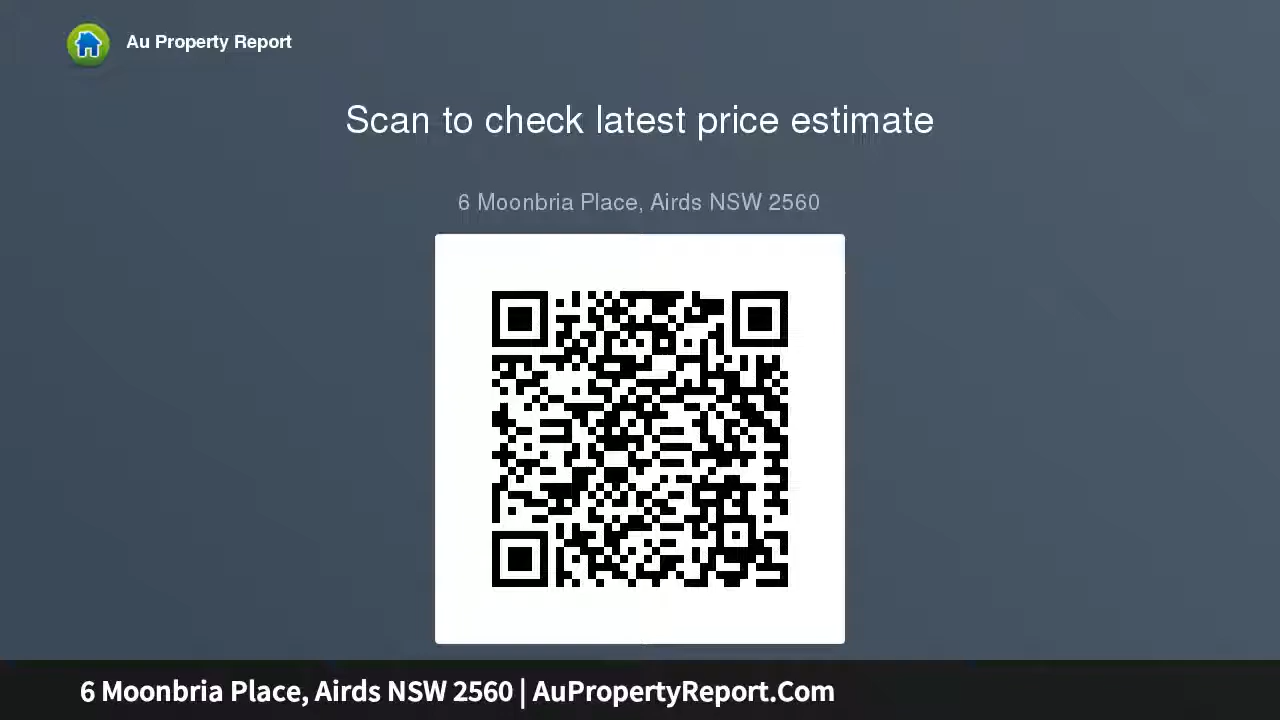 Au Property Report
Scan to check latest price estimate
6 Moonbria Place, Airds NSW 2560
6 Moonbria Place, Airds NSW 2560 | AuPropertyReport.Com